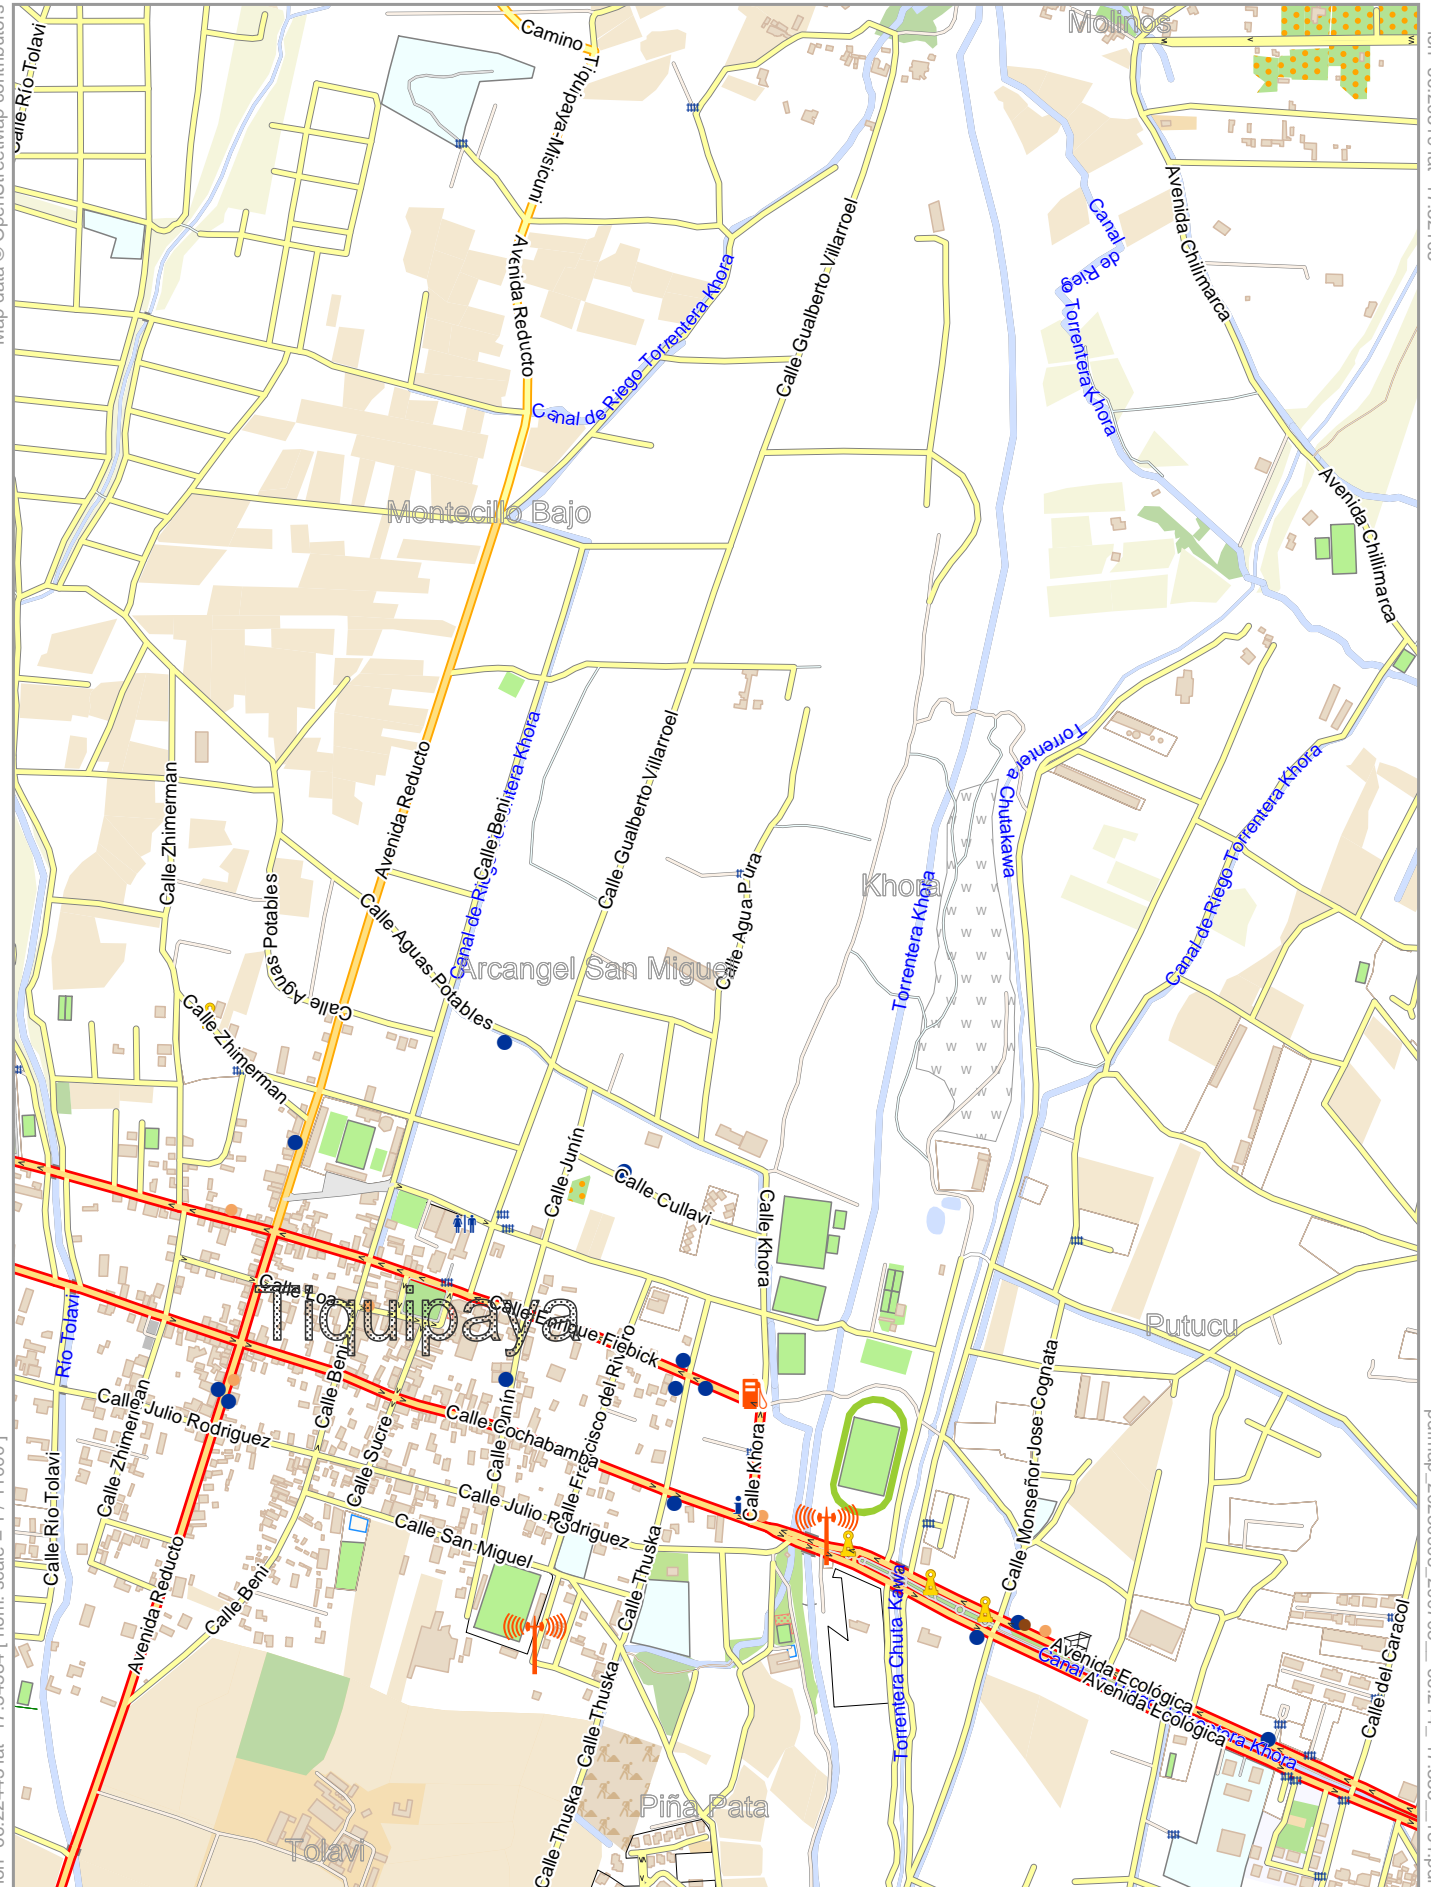 Molinos
Camino Tiquipaya-Misicuni
Calle Río Tolavi
Avenida Chilimarca
Canal de Riego Torrentera Khora
Calle Gualberto Villarroel
Avenida Reducto
Canal de Riego Torrentera Khora
Avenida Chillimarca
Montecillo Bajo
Calle Gualberto Villarroel
Torrentera Chutakawa
Canal de Riego Torrentera Khora
Avenida Reducto
Calle Beni
Calle Zhimerman
Calle Agua Pura
Khora
Torrentera Khora
Calle Aguas Potables
Calle Aguas Potables
Arcangel San Miguel
Calle Zhimerman
Calle Junín
Calle Cullavi
Calle Khora
Tiquipaya
Calle Loa
Calle Enrique Fiebick
Río Tolavi
Putucu
Calle Beni
Calle Francisco del Rivero
Calle Monseñor Jose Cognata
Calle Julio Rodriguez
Calle Zhimerman
Calle Sucre
Calle Junín
Calle Cochabamba
Calle Khora
Calle Río Tolavi
Calle Julio Rodriguez
Calle San Miguel
Calle Thuska
Avenida Reducto
Calle Beni
Torrentera Chuta Kawa
Avenida Ecológica
Avenida Ecológica
Calle del Caracol
Calle Thuska
Calle Thuska
Piña Pata
Tolavi